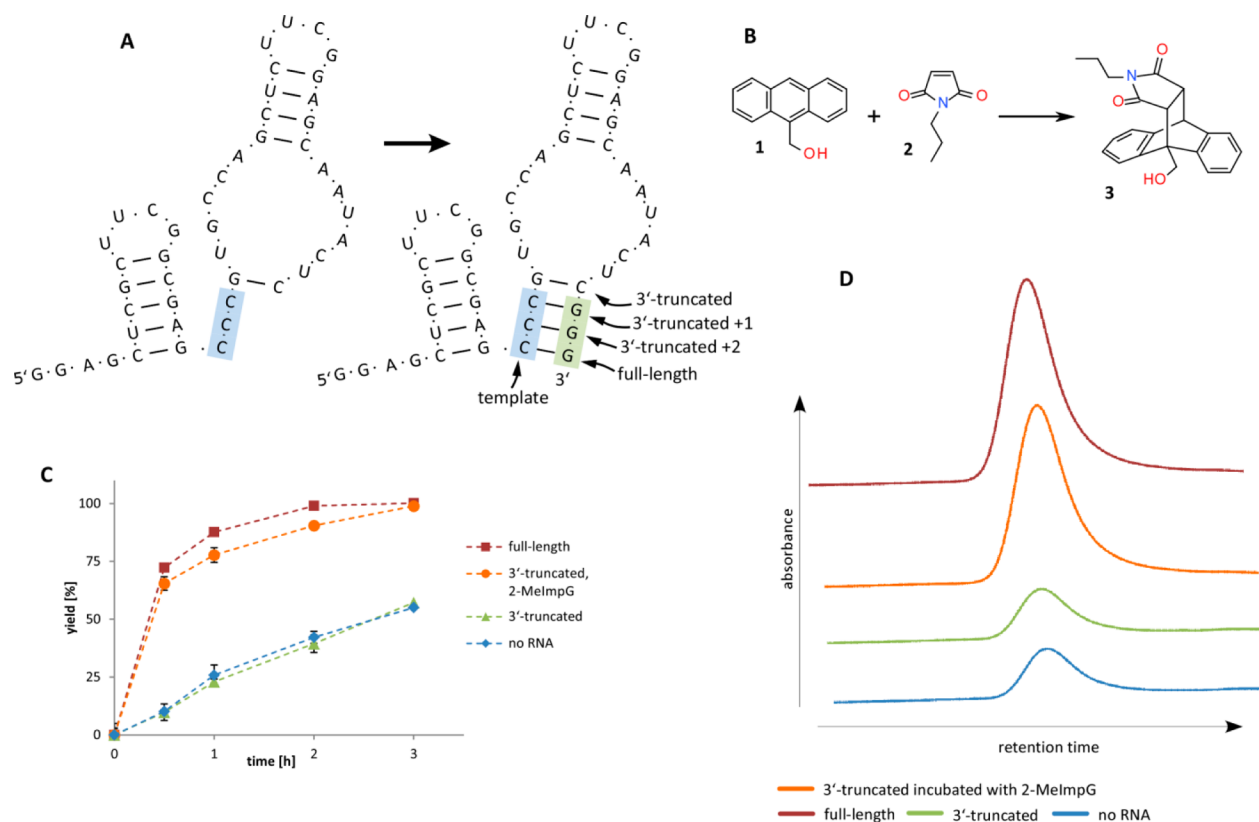 A
5‘G·G·A·G·C·U·C·G·C·U·U·C·G·G·C·G·A·G·C·C·C·G·U·G·C·C·A·G·C·U·C·U·U·C·G·G·A·G·C·A·A·U·A·C·U·C
5‘G·G·A·G·C·U·C·G·C·U·U·C·G·G·C·G·A·G·C·C·C·G·U·G·C·C·A·G·C·U·C·U·U·C·G·G·A·G·C·A·A·U·A·C·U·C·G·G·G
3‘
3‘-truncated
3‘-truncated +1
3‘-truncated +2
full-length
template
B
OH
1
+
O
N
O
2
O
N
O
HO
3
C
yield [%]
100
75
50
25
0
0
1
2
3
time [h]
full-length
3‘-truncated,
2-MeImpG
3‘-truncated
no RNA
D
absorbance
retention time
3‘-truncated incubated with 2-MeImpG
full-length
3‘-truncated
no RNA